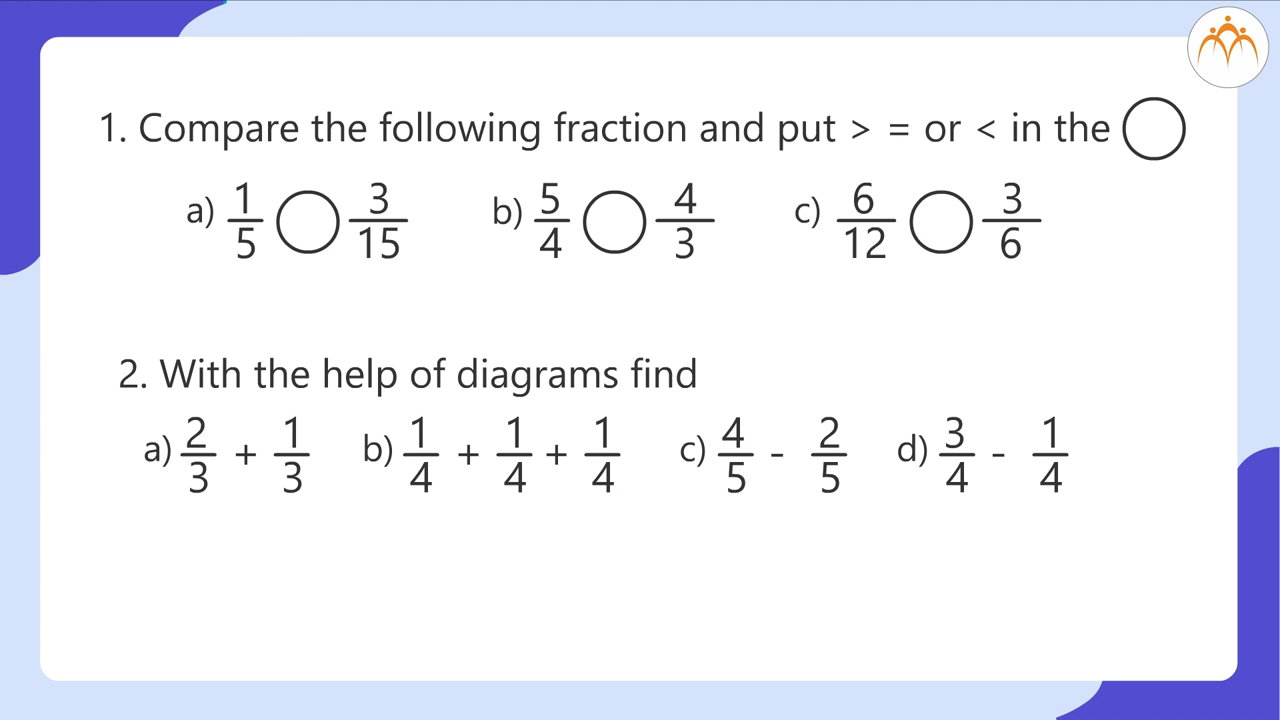 1. Compare the following fraction and put > = or < in the ◯
a) 1/5 ◯ 3/15 b) 5/4 ◯ 4/3 c) 6/12 ◯ 3/6
2. With the help of diagrams find
a) 2/3 + 1/3 b) 1/4 + 1/4 + 1/4 c) 4/5 - 2/5 d) 3/4 - 1/4